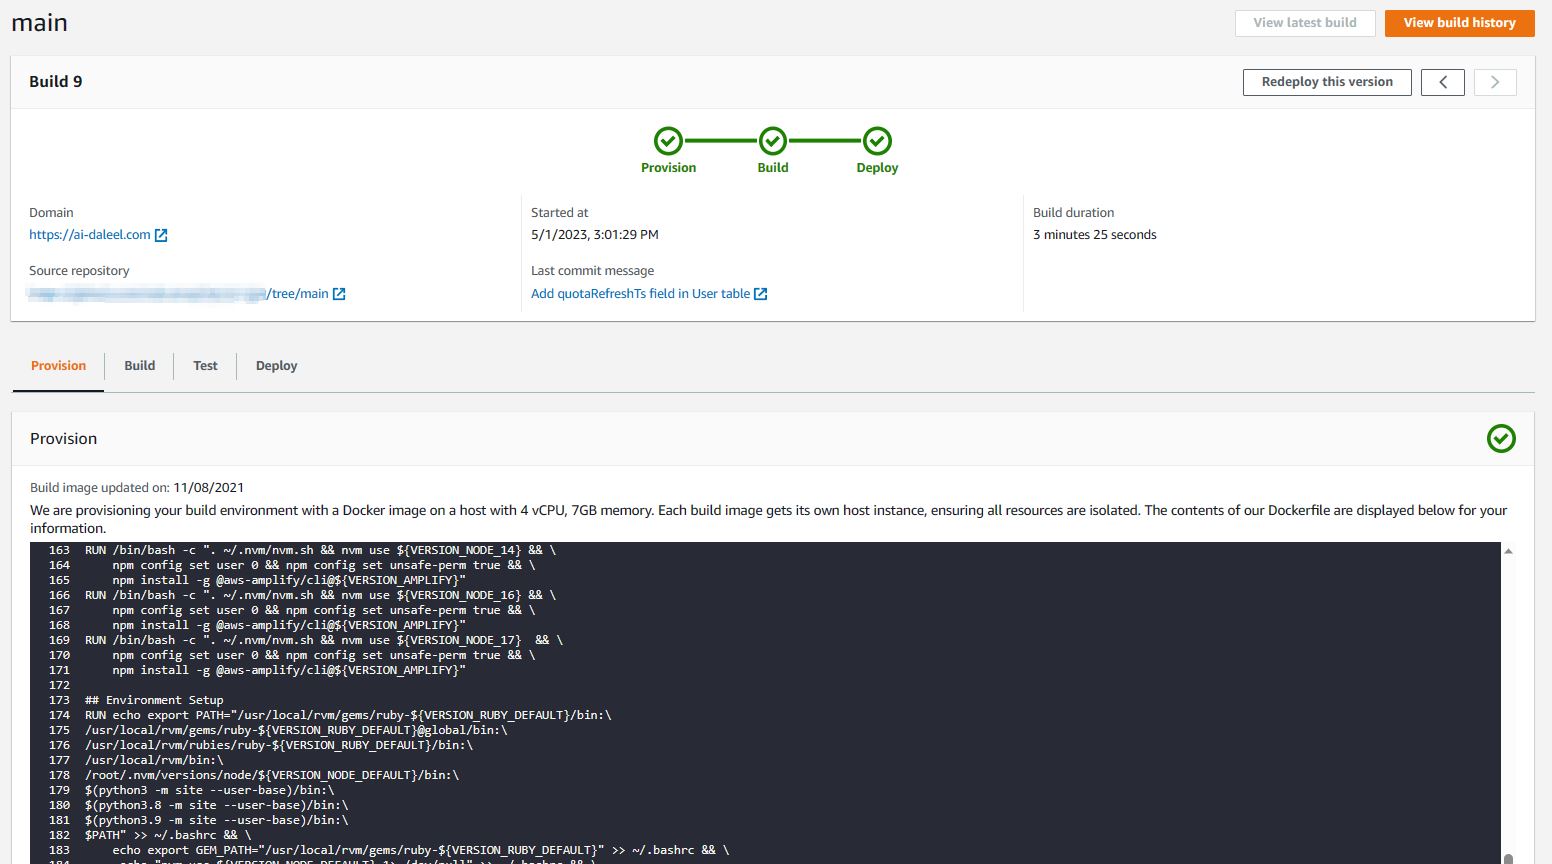 main
View latest build
View build history
Build 9
Redeploy this version
Provision
Build
Deploy
Domain
https://ai-daleel.com
Source repository
/tree/main
Started at
5/1/2023, 3:01:29 PM
Last commit message
Add quotaRefreshTs field in User table
Build duration
3 minutes 25 seconds
Provision
Build
Test
Deploy
Provision
Build image updated on: 11/08/2021
We are provisioning your build environment with a Docker image on a host with 4 vCPU, 7GB memory. Each build image gets its own host instance, ensuring all resources are isolated. The contents of our Dockerfile are displayed below for your
information.
163 RUN /bin/bash -c ". ~/.nvm/nvm.sh && nvm use ${VERSION_NODE_14} && \
164     npm config set user 0 && npm config set unsafe-perm true && \
165     npm install -g @aws-amplify/cli@${VERSION_AMPLIFY}"
166 RUN /bin/bash -c ". ~/.nvm/nvm.sh && nvm use ${VERSION_NODE_16} && \
167     npm config set user 0 && npm config set unsafe-perm true && \
168     npm install -g @aws-amplify/cli@${VERSION_AMPLIFY}"
169 RUN /bin/bash -c ". ~/.nvm/nvm.sh && nvm use ${VERSION_NODE_17}  && \
170     npm config set user 0 && npm config set unsafe-perm true && \
171     npm install -g @aws-amplify/cli@${VERSION_AMPLIFY}"
172
173 ## Environment Setup
174 RUN echo export PATH="/usr/local/rvm/gems/ruby-${VERSION_RUBY_DEFAULT}/bin:\
175 /usr/local/rvm/gems/ruby-${VERSION_RUBY_DEFAULT}@global/bin:\
176 /usr/local/rvm/rubies/ruby-${VERSION_RUBY_DEFAULT}/bin:\
177 /usr/local/rvm/bin:\
178 /root/.nvm/versions/node/${VERSION_NODE_DEFAULT}/bin:\
179 $(python3 -m site --user-base)/bin:\
180 $(python3.8 -m site --user-base)/bin:\
181 $(python3.9 -m site --user-base)/bin:\
182 $PATH" >> ~/.bashrc && \
183     echo export GEM_PATH="/usr/local/rvm/gems/ruby-${VERSION_RUBY_DEFAULT}" >> ~/.bashrc && \